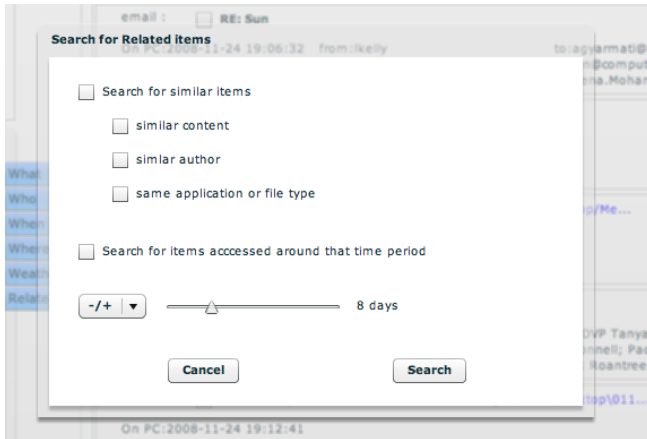 email : RE: Sun
Search for Related items
On PC:2008-11-24 19:06:32 from:lkelly to:agyarmati@
Search for similar items
similar content
simlar author
same application or file type
What
Who
When
Where
Search for items acccessed around that time period
-/+ 8 days
Cancel Search
On PC:2008-11-24 19:12:41